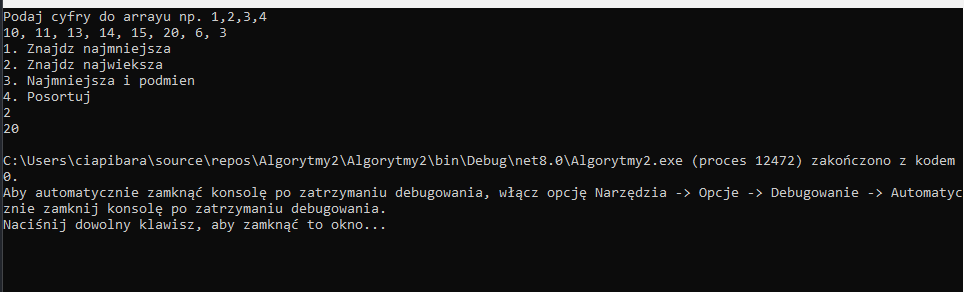 Podaj cyfry do arrayu np. 1,2,3,4
10, 11, 13, 14, 15, 20, 6, 3
1. Znajdz najmniejsza
2. Znajdz najwieksza
3. Najmniejsza i podmien
4. Posortuj
2
20
C:\Users\ciapibara\source\repos\Algorytmy2\Algorytmy2\bin\Debug\net8.0\Algorytmy2.exe (proces 12472) zakończono z kodem
0.
Aby automatycznie zamknąć konsolę po zatrzymaniu debugowania, włącz opcję Narzędzia -> Opcje -> Debugowanie -> Automatyc
znie zamknij konsolę po zatrzymaniu debugowania.
Naciśnij dowolny klawisz, aby zamknąć to okno...